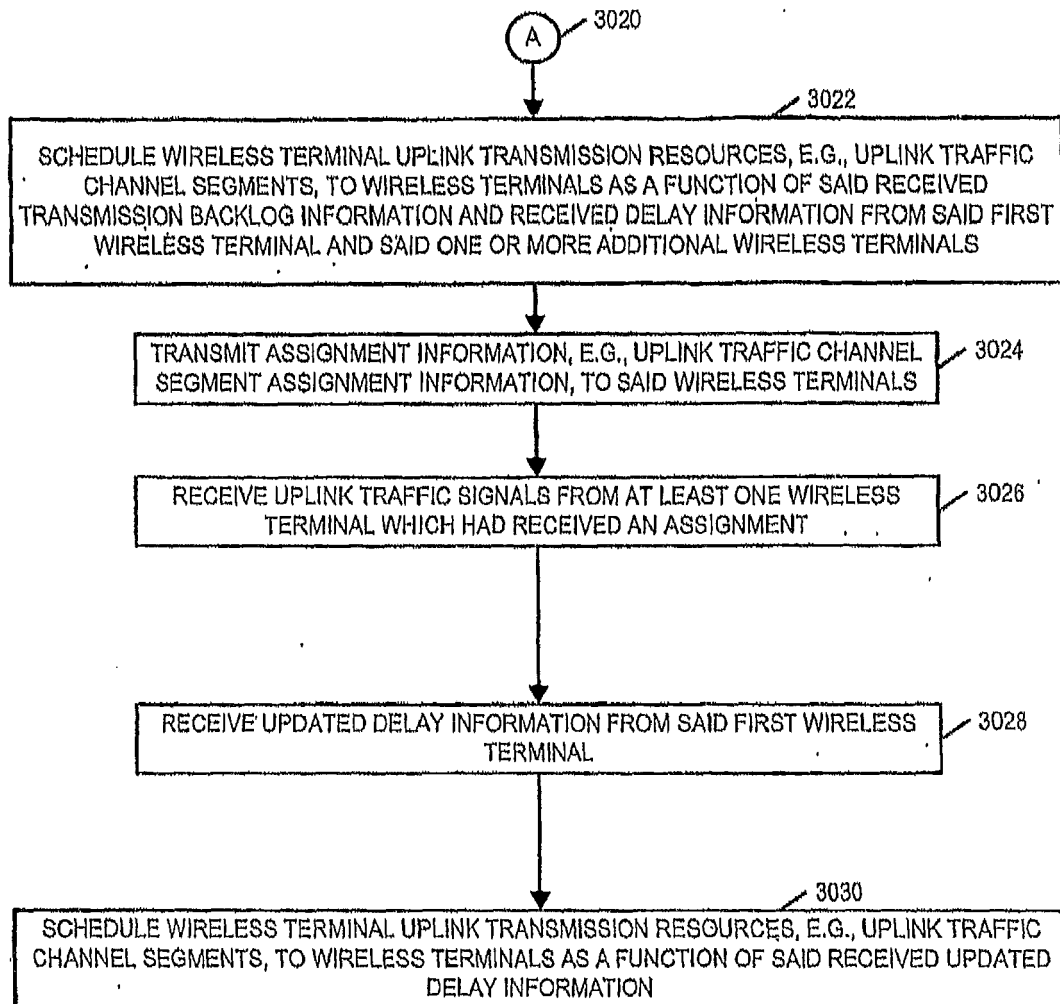 A
3020
3022
SCHEDULE WIRELESS TERMINAL UPLINK TRANSMISSION RESOURCES, E.G., UPLINK TRAFFIC
CHANNEL SEGMENTS, TO WIRELESS TERMINALS AS A FUNCTION OF SAID RECEIVED
TRANSMISSION BACKLOG INFORMATION AND RECEIVED DELAY INFORMATION FROM SAID FIRST
WIRELESS TERMINAL AND SAID ONE OR MORE ADDITIONAL WIRELESS TERMINALS
TRANSMIT ASSIGNMENT INFORMATION, E.G., UPLINK TRAFFIC CHANNEL
SEGMENT ASSIGNMENT INFORMATION, TO SAID WIRELESS TERMINALS
3024
RECEIVE UPLINK TRAFFIC SIGNALS FROM AT LEAST ONE WIRELESS
TERMINAL WHICH HAD RECEIVED AN ASSIGNMENT
3026
RECEIVE UPDATED DELAY INFORMATION FROM SAID FIRST WIRELESS
TERMINAL
3028
3030
SCHEDULE WIRELESS TERMINAL UPLINK TRANSMISSION RESOURCES, E.G., UPLINK TRAFFIC
CHANNEL SEGMENTS, TO WIRELESS TERMINALS AS A FUNCTION OF SAID RECEIVED UPDATED
DELAY INFORMATION